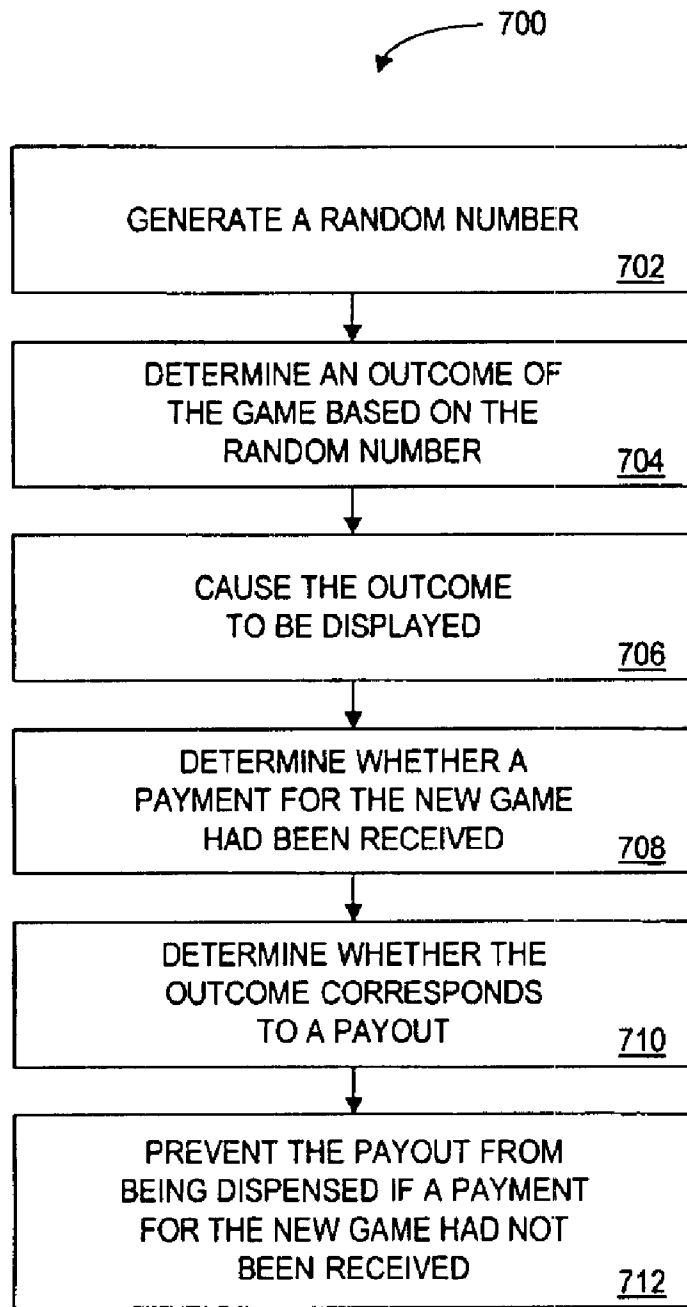 700
GENERATE A RANDOM NUMBER
702
DETERMINE AN OUTCOME OF
THE GAME BASED ON THE
RANDOM NUMBER
704
CAUSE THE OUTCOME
TO BE DISPLAYED
706
DETERMINE WHETHER A
PAYMENT FOR THE NEW GAME
HAD BEEN RECEIVED
708
DETERMINE WHETHER THE
OUTCOME CORRESPONDS
TO A PAYOUT
710
PREVENT THE PAYOUT FROM
BEING DISPENSED IF A PAYMENT
FOR THE NEW GAME HAD NOT
BEEN RECEIVED
712